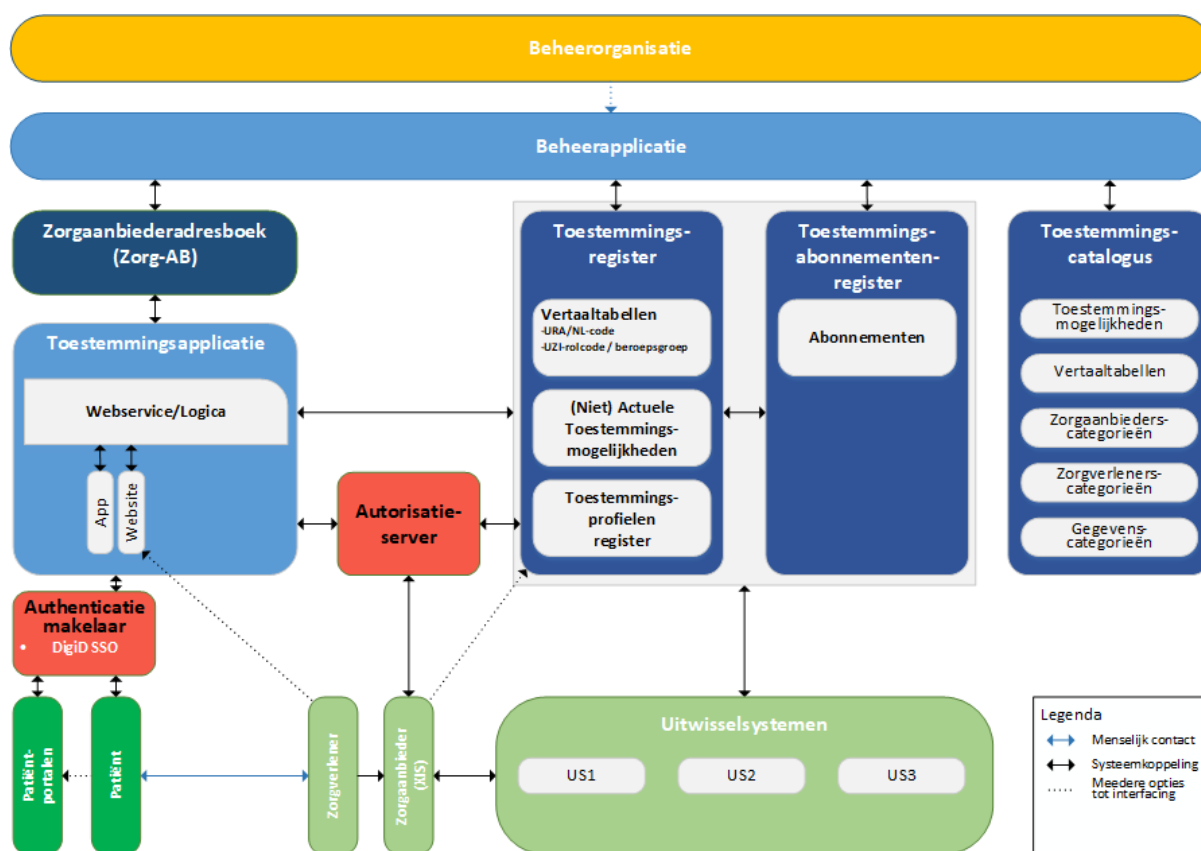 Beheerorganisatie
Beheerapplicatie
Zorgaanbiederadresboek
(Zorg-AB)
Toestemmings-
register
Toestemmings-
abonnementen-
register
Toestemmings-
catalogus
Vertaaltabellen
-URA/NL-code
-UZI-rolcode / beroepsgroep
Abonnementen
Toestemmings-
mogelijkheden
Toestemmingsapplicatie
Vertaaltabellen
Webservice/Logica
(Niet) Actuele
Toestemmings-
mogelijkheden
Zorgaanbieders-
categorieën
App
Website
Autorisatie-
server
Toestemmings-
profielen
register
Zorgverleners-
categorieën
Gegevens-
categorieën
Authenticatie
makelaar
• DigiD SSO
Patiënt-
portalen
Patiënt
Zorgverlener
Zorgaanbieder
(XIS)
Uitwisselsystemen
US1
US2
US3
Legenda
Menselijk contact
Systeemkoppeling
Meedere opties
tot interfacing